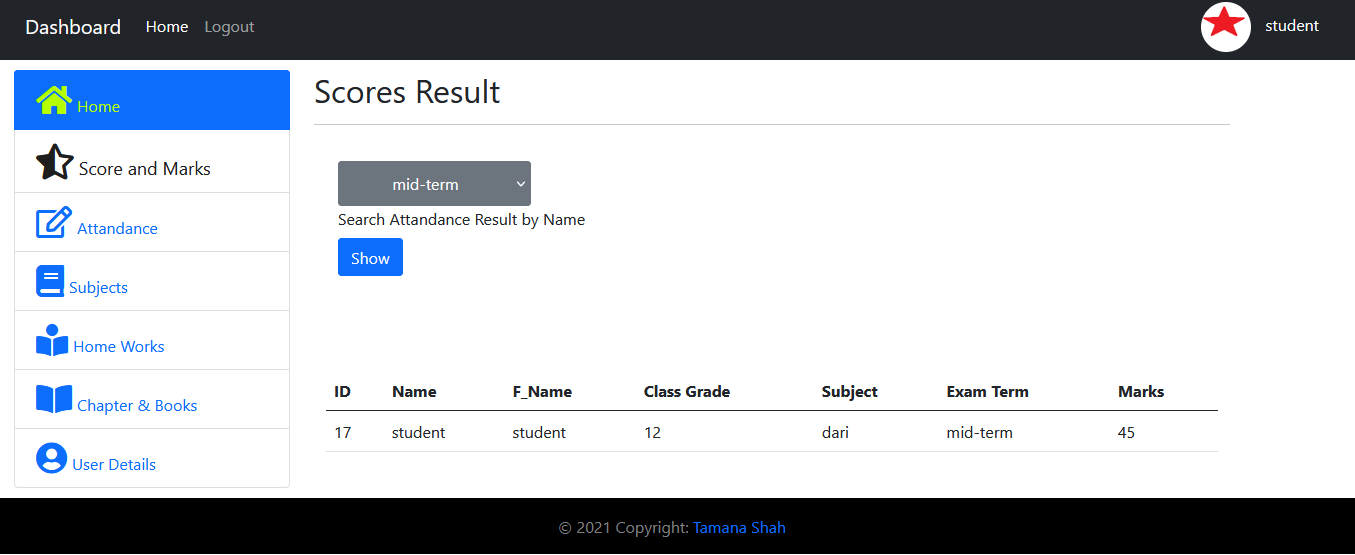 Dashboard Home Logout student
Home
Score and Marks
Attandance
Subjects
Home Works
Chapter & Books
User Details
Scores Result
mid-term
Search Attandance Result by Name
Show
ID Name F_Name Class Grade Subject Exam Term Marks
17 student student 12 dari mid-term 45
© 2021 Copyright: Tamana Shah